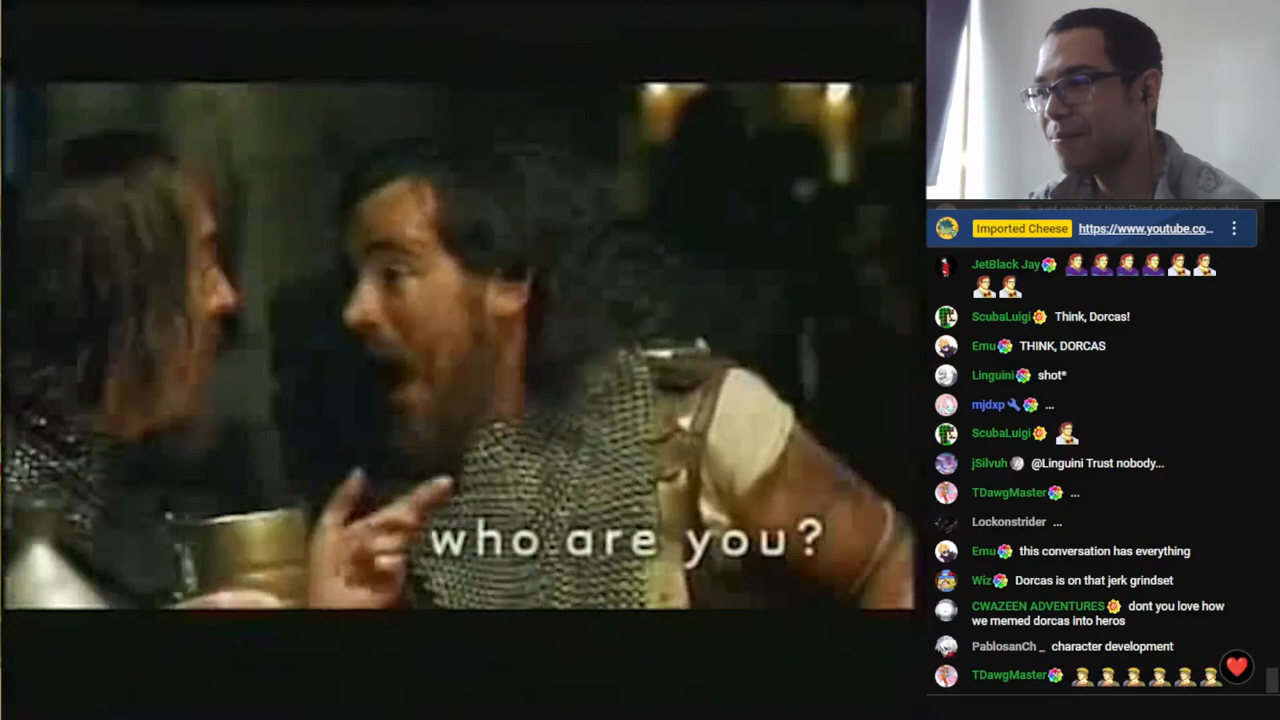 who are you?
Imported Cheese https://www.youtube.co...
JetBlack Jay
ScubaLuigi Think, Dorcas!
Emu THINK, DORCAS
Linguini shot*
mjdxp ...
ScubaLuigi
jSilvuh @Linguini Trust nobody...
TDawgMaster ...
Lockonstrider ...
Emu this conversation has everything
Wiz Dorcas is on that jerk grindset
CWAZEEN ADVENTURES dont you love how
we memed dorcas into heros
PablosanCh _ character development
TDawgMaster